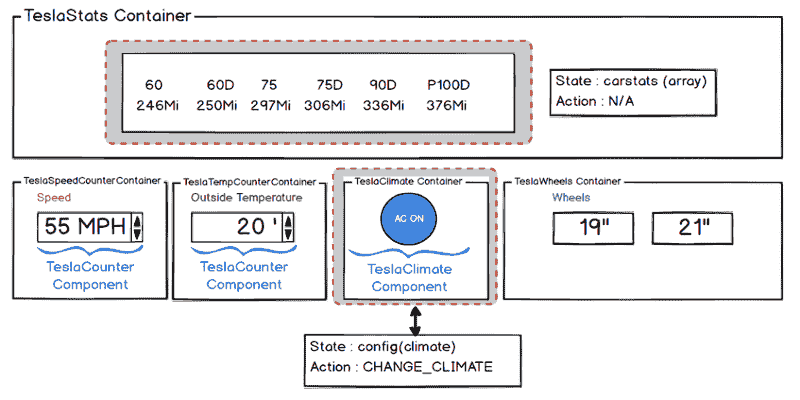 TeslaStats Container
60 60D 75 75D 90D P100D
246Mi 250Mi 297Mi 306Mi 336Mi 376Mi
State : carstats (array)
Action : N/A
TeslaSpeedCounterContainer
Speed
55 MPH
TeslaCounter
Component
TeslaTempCounterContainer
Outside Temperature
20 '
TeslaCounter
Component
TeslaClimate Container
AC ON
TeslaClimate
Component
TeslaWheels Container
Wheels
19" 21"
State : config(climate)
Action : CHANGE_CLIMATE